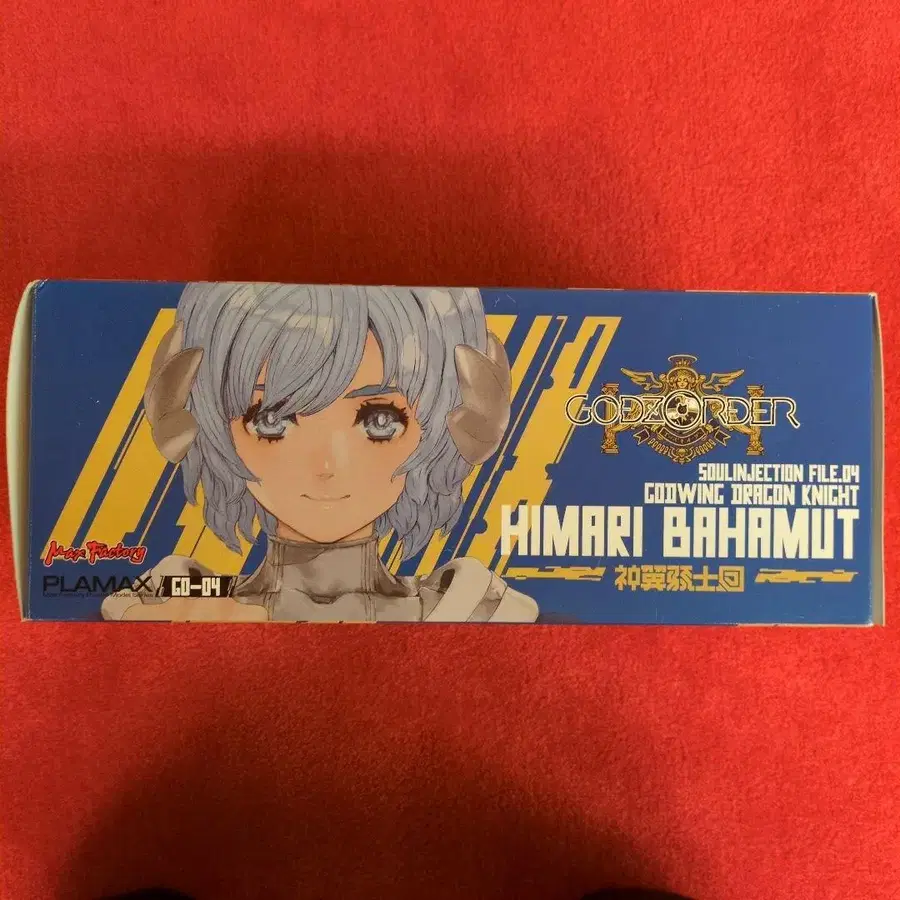 GODZ ORDER
SOULINJECTION FILE.04
GODWING DRAGON KNIGHT
HIMARI BAHAMUT
神翼騎士団
Max Factory
PLAMAX
GO-04